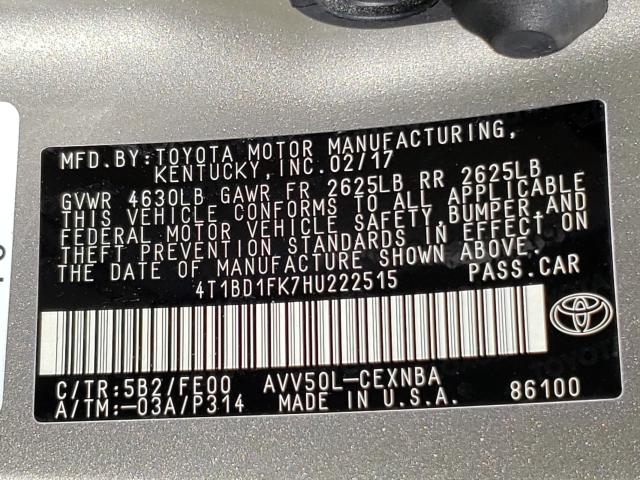 MFD.BY:TOYOTA MOTOR MANUFACTURING,
KENTUCKY,INC.02/17
GVWR 4630LB GAWR FR 2625LB RR 2625LB
THIS VEHICLE CONFORMS TO ALL APPLICABLE
FEDERAL MOTOR VEHICLE SAFETY,BUMPER,AND
THEFT PREVENTION STANDARDS IN EFFECT ON
THE DATE OF MANUFACTURE SHOWN ABOVE.
4T1BD1FK7HU222515 PASS.CAR
C/TR:5B2/FE00 AVV50L-CEXNBA
A/TM:-03A/P314 MADE IN U.S.A. 86100